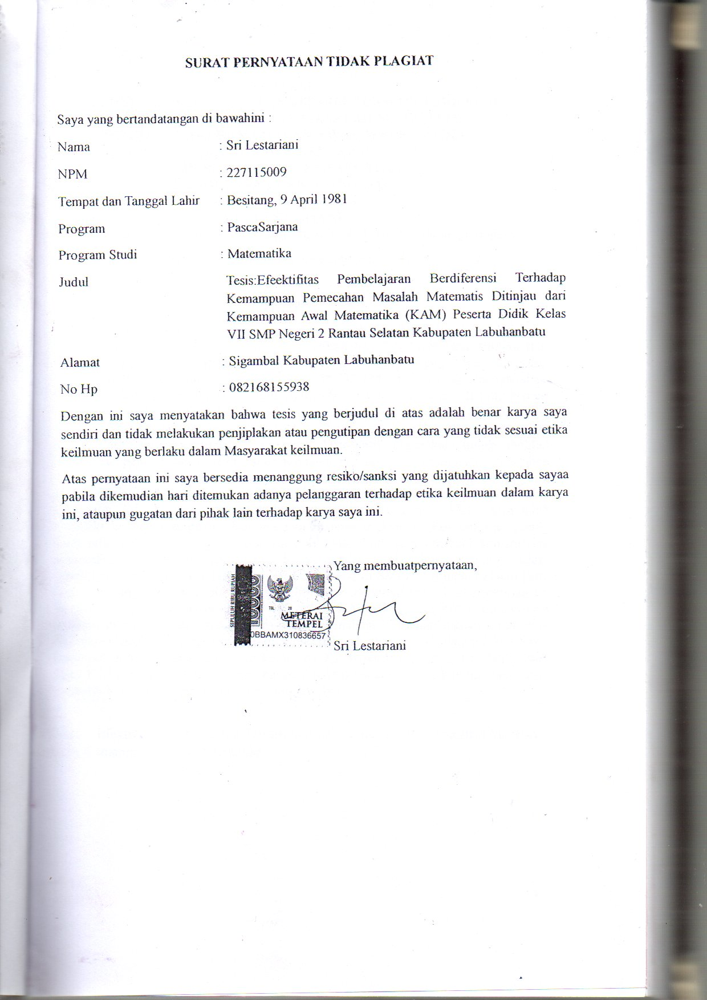 SURAT PERNYATAAN TIDAK PLAGIAT
Saya yang bertandatangan di bawahini :
Nama : Sri Lestariani
NPM : 227115009
Tempat dan Tanggal Lahir : Besitang, 9 April 1981
Program : PascaSarjana
Program Studi : Matematika
Judul Tesis:Efeektifitas Pembelajaran Berdiferensi Terhadap
Kemampuan Pemecahan Masalah Matematis Ditinjau dari
Kemampuan Awal Matematika (KAM) Peserta Didik Kelas
VII SMP Negeri 2 Rantau Selatan Kabupaten Labuhanbatu
Alamat : Sigambal Kabupaten Labuhanbatu
No Hp : 082168155938
Dengan ini saya menyatakan bahwa tesis yang berjudul di atas adalah benar karya saya
sendiri dan tidak melakukan penjiplakan atau pengutipan dengan cara yang tidak sesuai etika
keilmuan yang berlaku dalam Masyarakat keilmuan.
Atas pernyataan ini saya bersedia menanggung resiko/sanksi yang dijatuhkan kepada sayaa
pabila dikemudian hari ditemukan adanya pelanggaran terhadap etika keilmuan dalam karya
ini, ataupun gugatan dari pihak lain terhadap karya saya ini.
Yang membuatpernyataan,
SEPULUH RIBU RUPIAH
TGL 20
METERAI
TEMPEL
0BBAMX310836657
Sri Lestariani